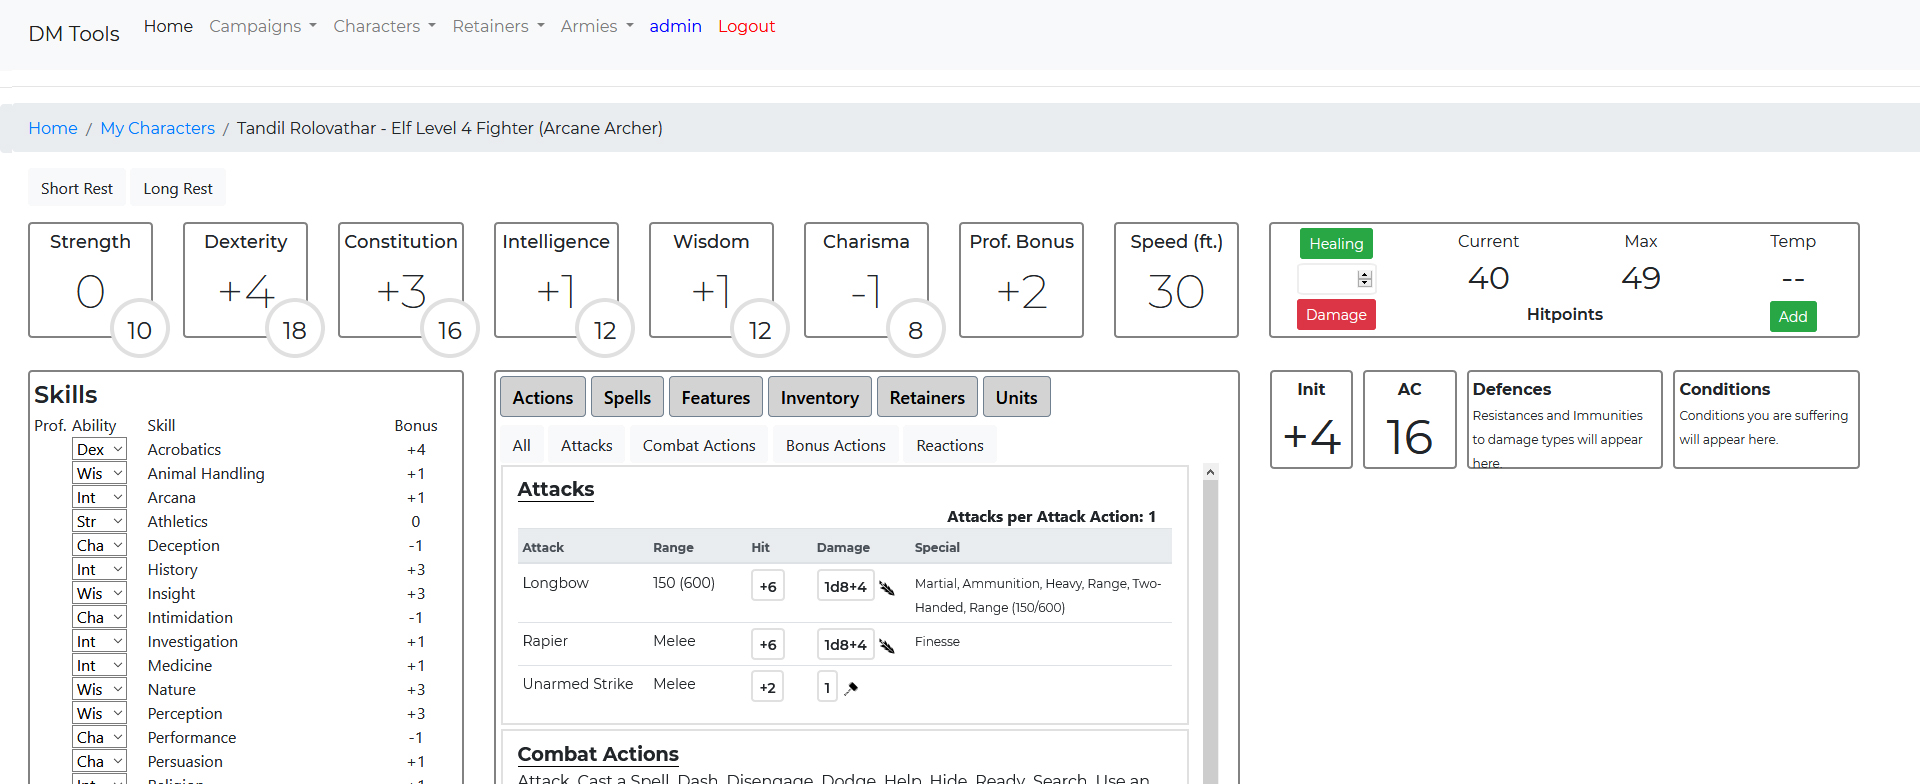 DM Tools Home Campaigns Characters Retainers Armies admin Logout
Home / My Characters / Tandil Rolovathar - Elf Level 4 Fighter (Arcane Archer)
Short Rest Long Rest
Strength Dexterity Constitution Intelligence Wisdom Charisma Prof. Bonus Speed (ft.)
0 +4 +3 +1 +1 -1 +2 30
10 18 16 12 12 8
Healing Current Max Temp
40 49 --
Damage Hitpoints Add
Skills
Prof. Ability Skill Bonus
Dex Acrobatics +4
Wis Animal Handling +1
Int Arcana +1
Str Athletics 0
Cha Deception -1
Int History +3
Wis Insight +3
Cha Intimidation -1
Int Investigation +1
Int Medicine +1
Wis Nature +3
Wis Perception +3
Cha Performance -1
Cha Persuasion +1
Int Religion +1
Actions Spells Features Inventory Retainers Units
All Attacks Combat Actions Bonus Actions Reactions
Attacks
Attacks per Attack Action: 1
Attack Range Hit Damage Special
Longbow 150 (600) +6 1d8+4 Martial, Ammunition, Heavy, Range, Two-
Handed, Range (150/600)
Rapier Melee +6 1d8+4 Finesse
Unarmed Strike Melee +2 1
Combat Actions
Attack, Cast a Spell, Dash, Disengage, Dodge, Help, Hide, Ready, Search, Use an
Init
+4
AC
16
Defences
Resistances and Immunities
to damage types will appear
here.
Conditions
Conditions you are suffering
will appear here.